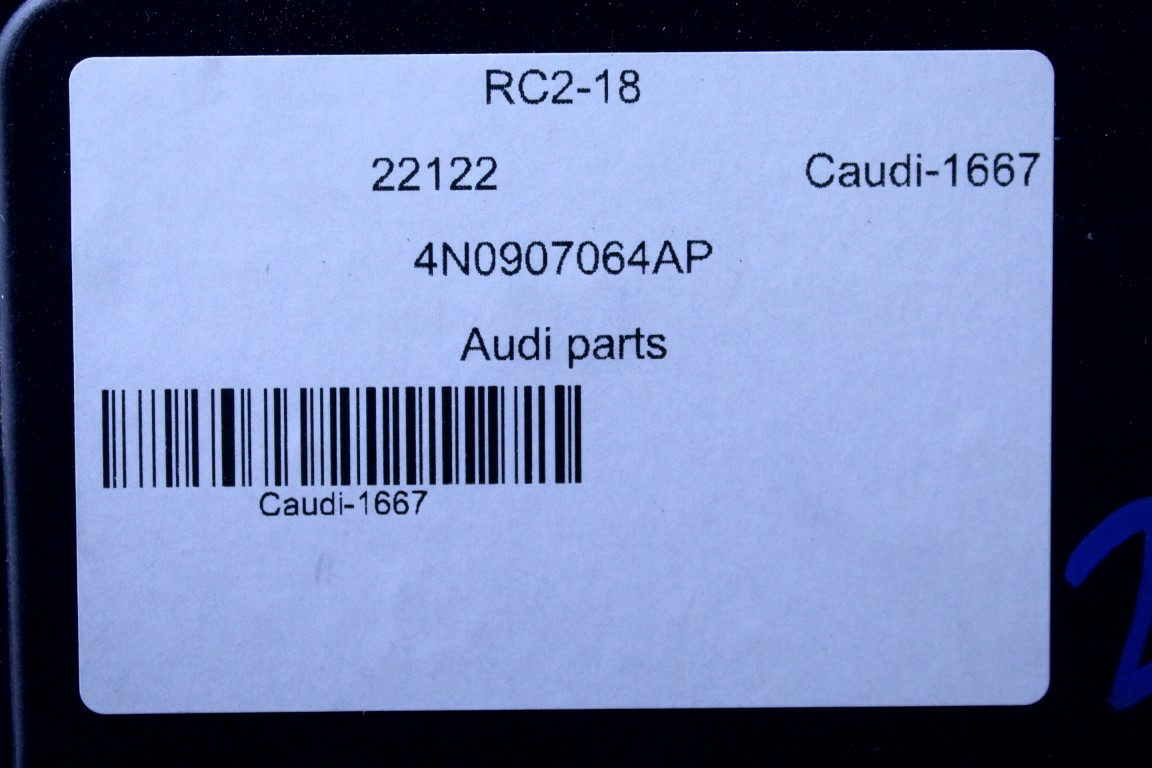 RC2-18
22122 Caudi-1667
4N0907064AP
Audi parts
Caudi-1667